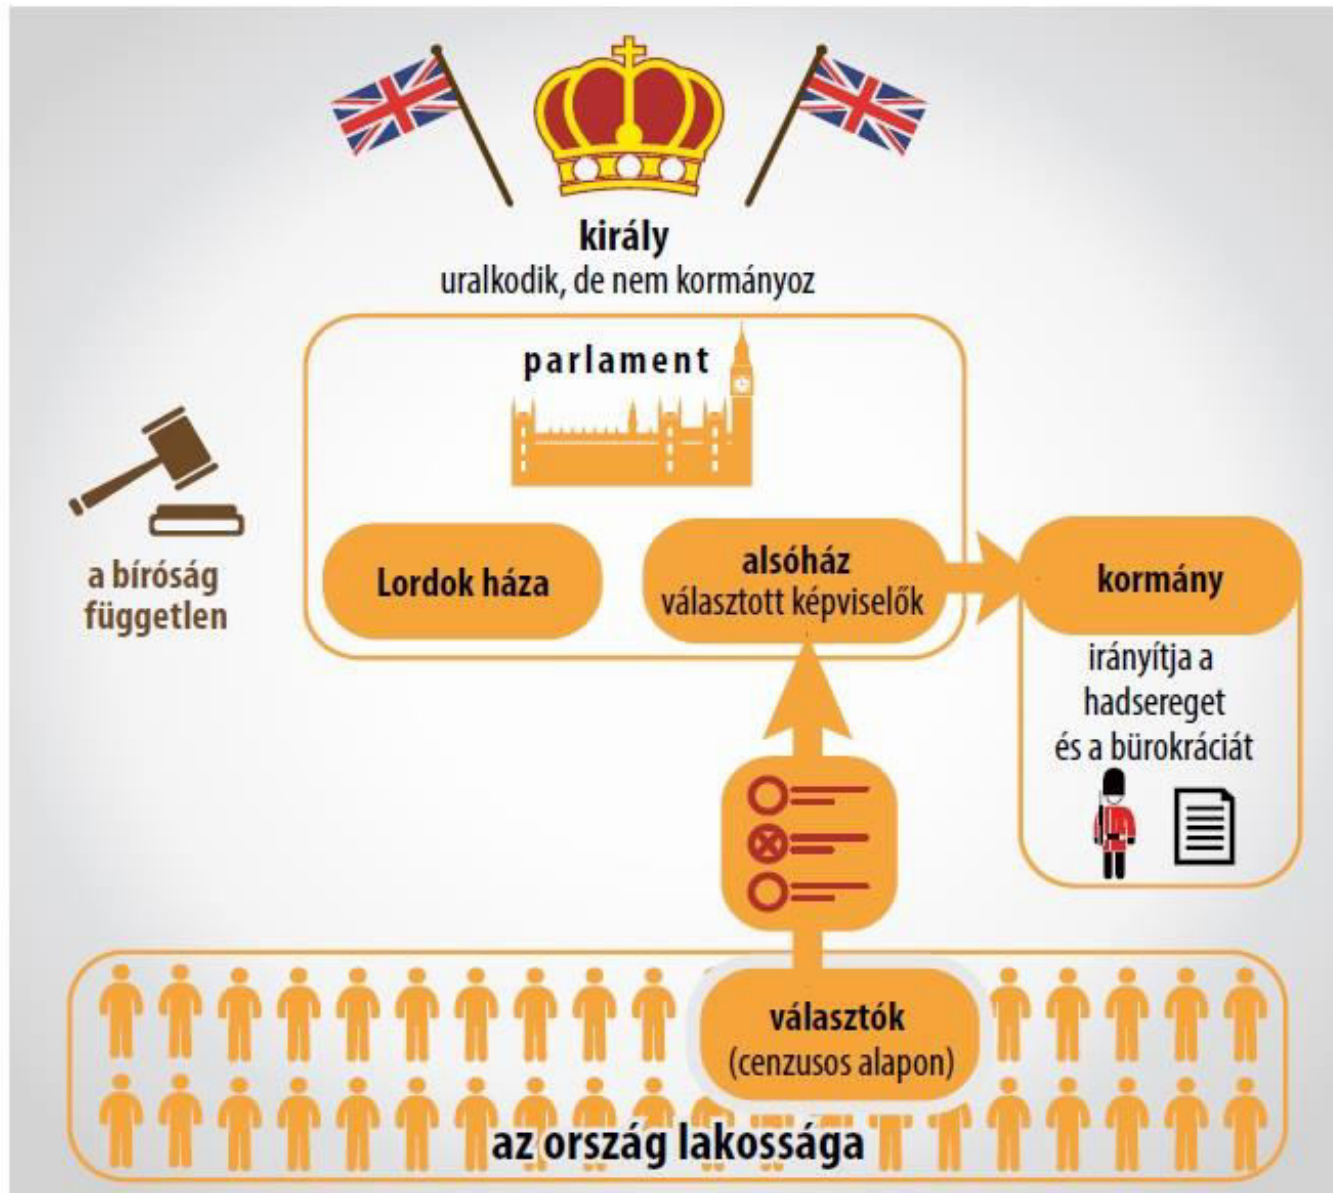 király
uralkodik, de nem kormányoz
parlament
a bíróság
független
Lordok háza
alsóház
választott képviselők
kormány
irányítja a
hadsereget
és a bürokráciát
választók
(cenzusos alapon)
az ország lakossága